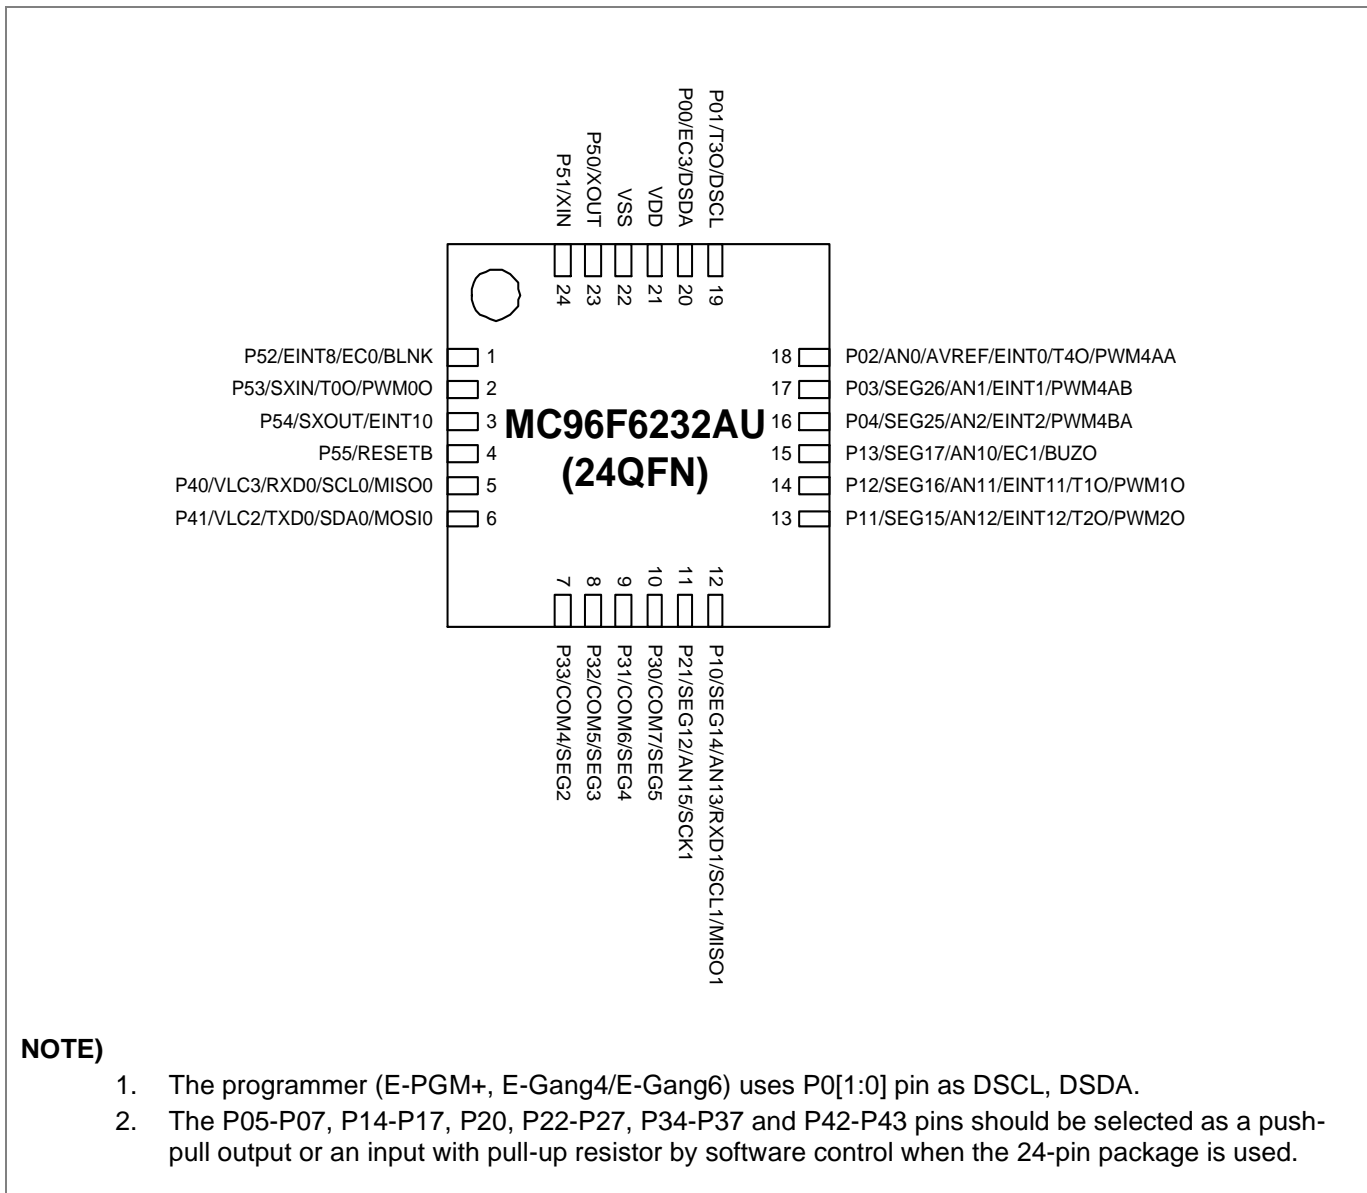 P51/XIN
P50/XOUT
VSS
VDD
P00/EC3/DSDA
P01/T3O/DSCL
24
23
22
21
20
19
P52/EINT8/EC0/BLNK 1
P53/SXIN/T0O/PWM0O 2
P54/SXOUT/EINT10 3
P55/RESETB 4
P40/VLC3/RXD0/SCL0/MISO0 5
P41/VLC2/TXD0/SDA0/MOSI0 6
MC96F6232AU
(24QFN)
18 P02/AN0/AVREF/EINT0/T4O/PWM4AA
17 P03/SEG26/AN1/EINT1/PWM4AB
16 P04/SEG25/AN2/EINT2/PWM4BA
15 P13/SEG17/AN10/EC1/BUZO
14 P12/SEG16/AN11/EINT11/T1O/PWM1O
13 P11/SEG15/AN12/EINT12/T2O/PWM2O
7
8
9
10
11
12
P33/COM4/SEG2
P32/COM5/SEG3
P31/COM6/SEG4
P30/COM7/SEG5
P21/SEG12/AN15/SCK1
P10/SEG14/AN13/RXD1/SCL1/MISO1
NOTE)
1. The programmer (E-PGM+, E-Gang4/E-Gang6) uses P0[1:0] pin as DSCL, DSDA.
2. The P05-P07, P14-P17, P20, P22-P27, P34-P37 and P42-P43 pins should be selected as a push-
pull output or an input with pull-up resistor by software control when the 24-pin package is used.